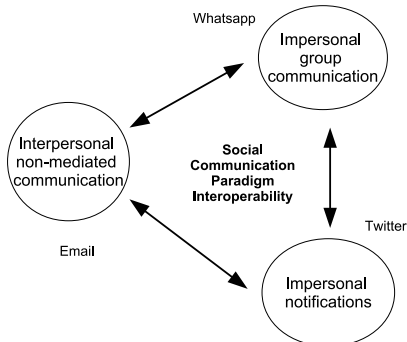 Whatsapp
Impersonal
group
communication
Interpersonal
non-mediated
communication
Social
Communication
Paradigm
Interoperability
Twitter
Email
Impersonal
notifications